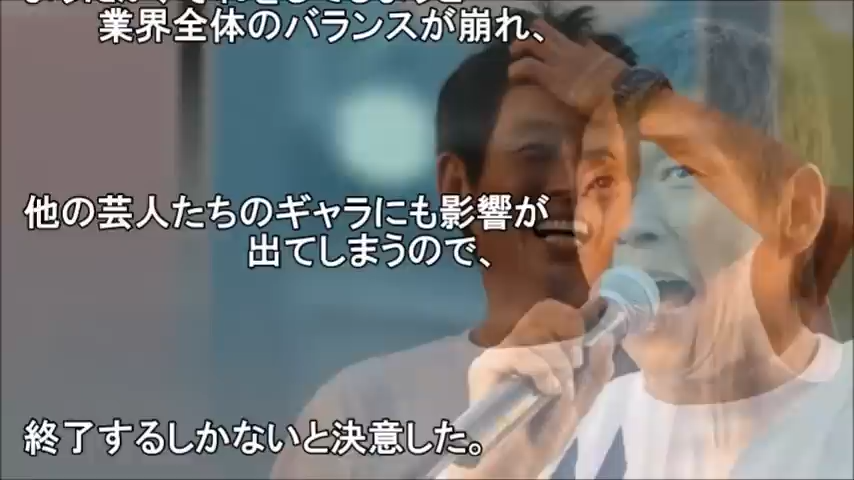 業界全体のバランスが崩れ、
他の芸人たちのギャラにも影響が
出てしまうので、
終了するしかないと決意した。